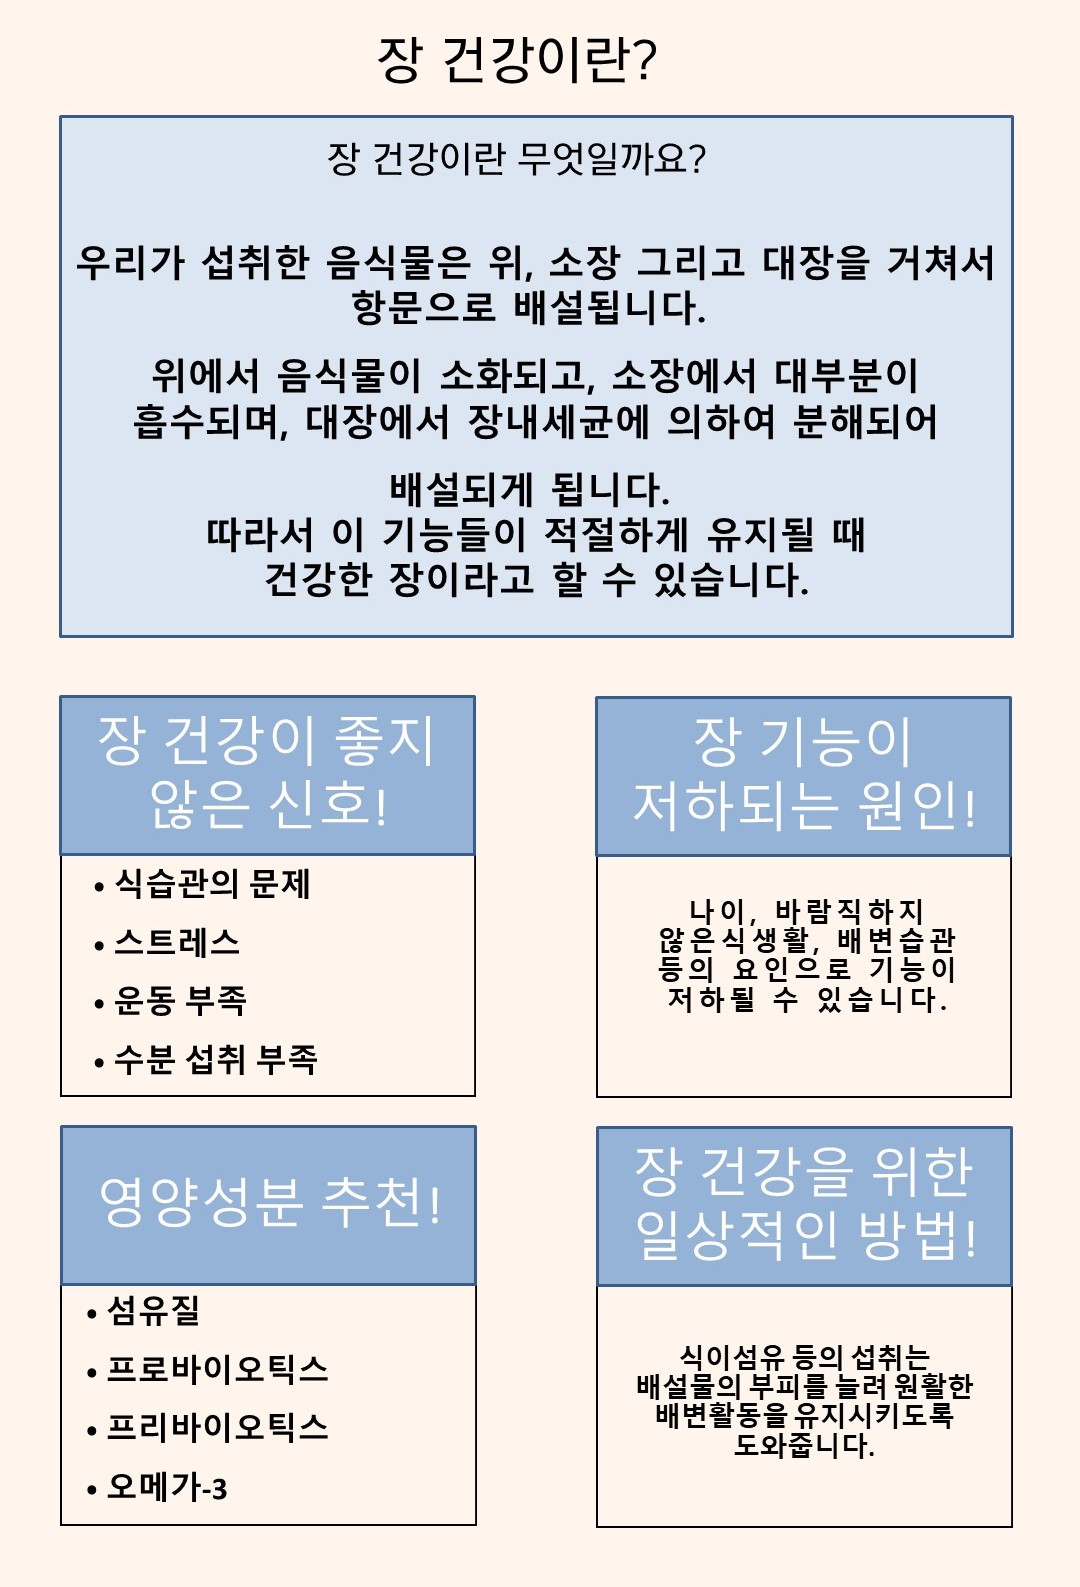 장 건강이란?
장 건강이란 무엇일까요?
우리가 섭취한 음식물은 위, 소장 그리고 대장을 거쳐서
항문으로 배설됩니다.
위에서 음식물이 소화되고, 소장에서 대부분이
흡수되며, 대장에서 장내세균에 의하여 분해되어
배설되게 됩니다.
따라서 이 기능들이 적절하게 유지될 때
건강한 장이라고 할 수 있습니다.
장 건강이 좋지
않은 신호!
• 식습관의 문제
• 스트레스
• 운동 부족
• 수분 섭취 부족
장 기능이
저하되는 원인!
나이, 바람직하지
않은식생활, 배변습관
등의 요인으로 기능이
저하될 수 있습니다.
영양성분 추천!
• 섬유질
• 프로바이오틱스
• 프리바이오틱스
• 오메가-3
장 건강을 위한
일상적인 방법!
식이섬유 등의 섭취는
배설물의 부피를 늘려 원활한
배변활동을 유지시키도록
도와줍니다.